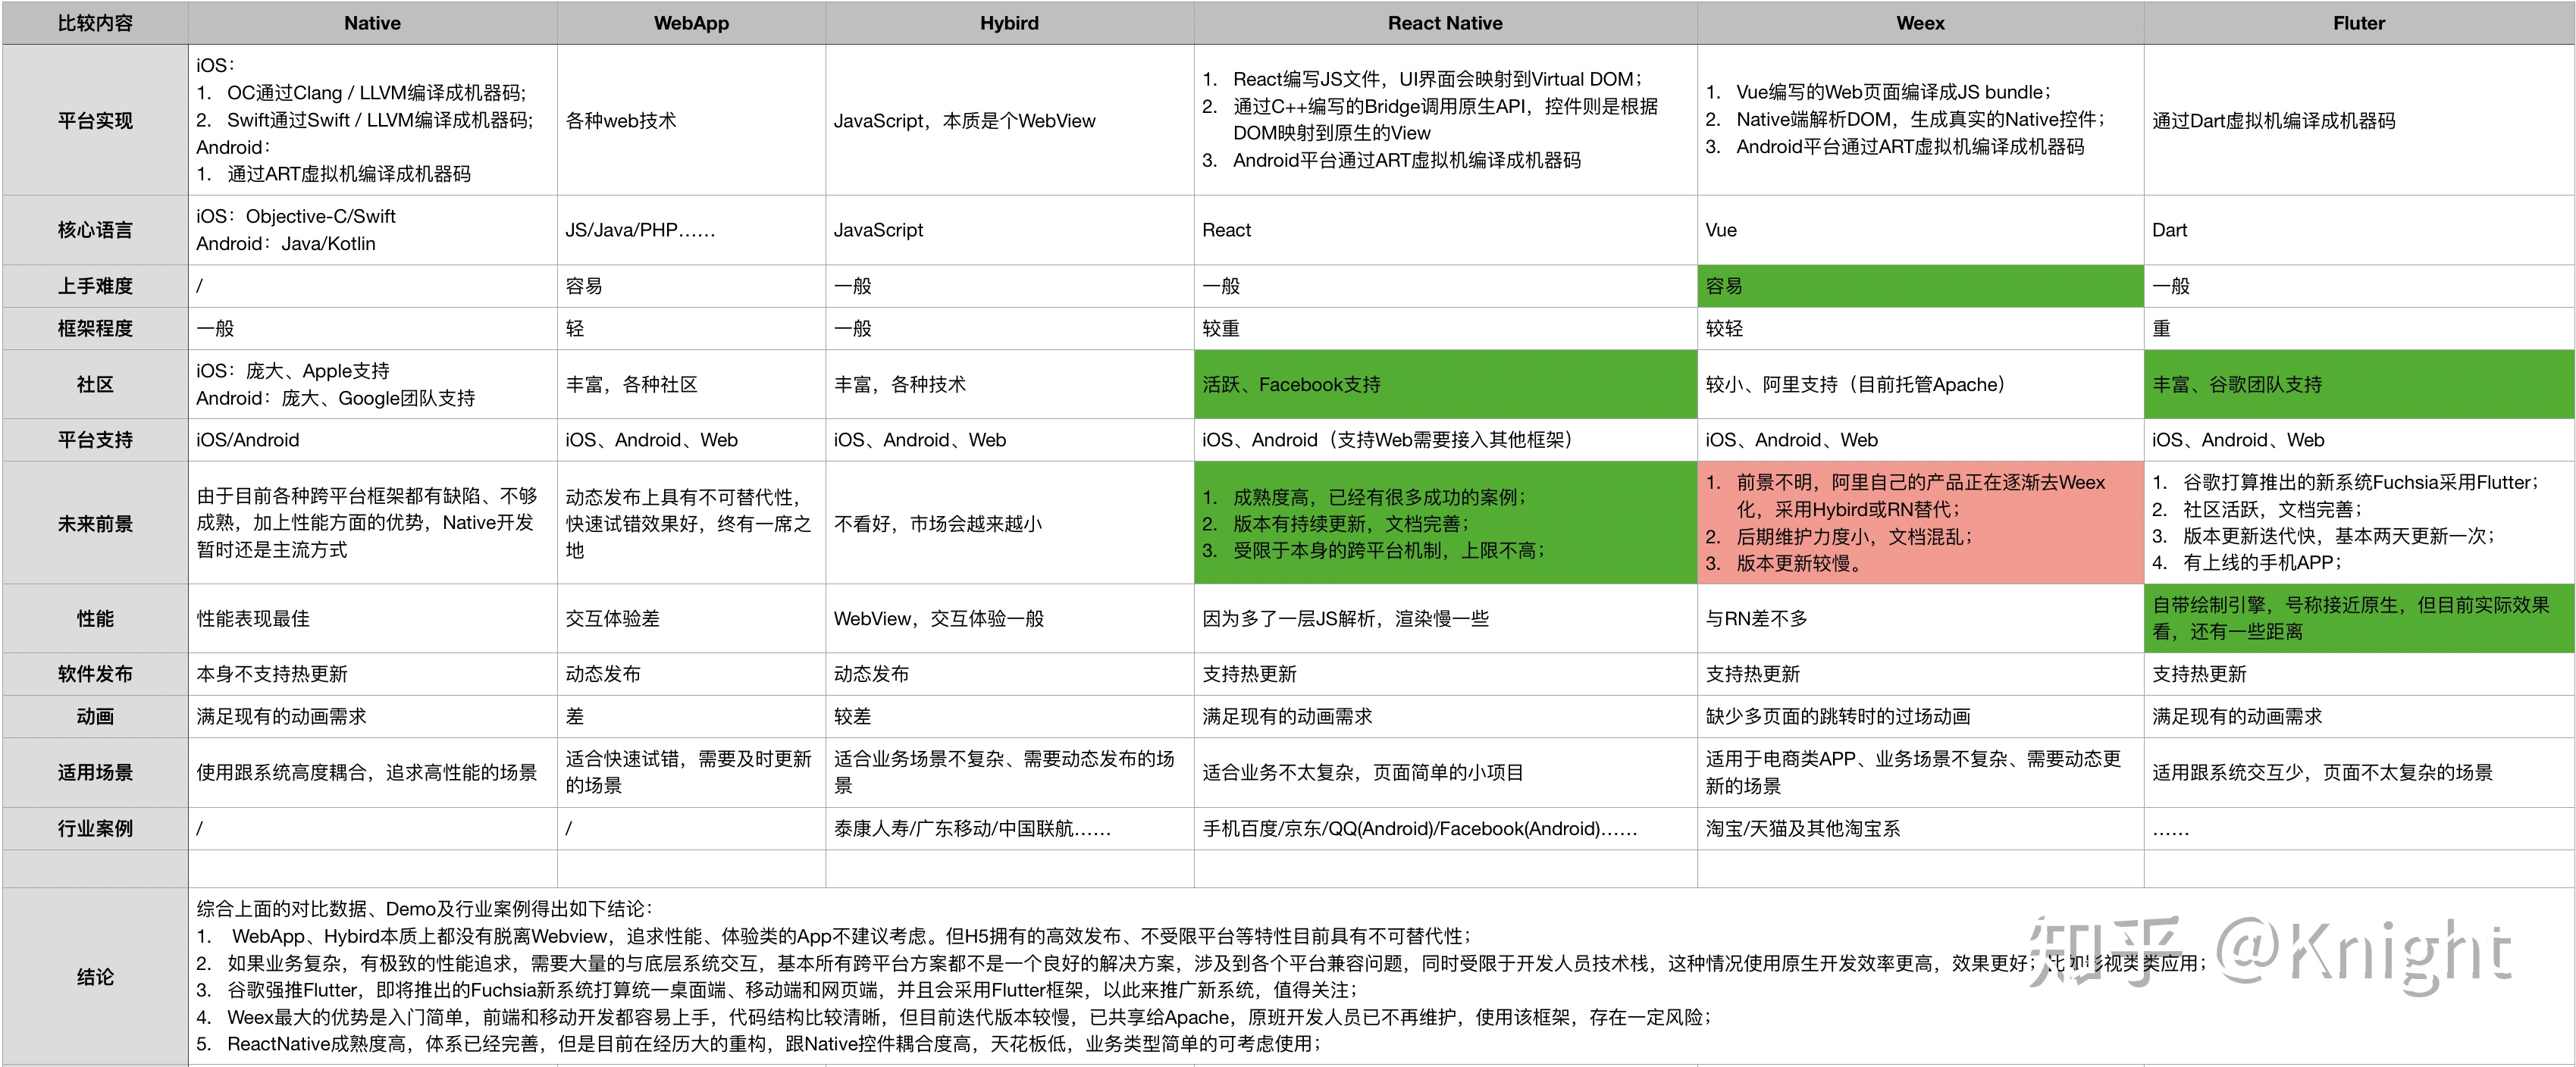 比较内容 Native WebApp Hybird React Native Weex Fluter
平台实现
iOS：
1. OC通过Clang / LLVM编译成机器码;
2. Swift通过Swift / LLVM编译成机器码;
Android：
1. 通过ART虚拟机编译成机器码
各种web技术
JavaScript，本质是个WebView
1. React编写JS文件，UI界面会映射到Virtual DOM；
2. 通过C++编写的Bridge调用原生API，控件则是根据
DOM映射到原生的View
3. Android平台通过ART虚拟机编译成机器码
1. Vue编写的Web页面编译成JS bundle；
2. Native端解析DOM，生成真实的Native控件；
3. Android平台通过ART虚拟机编译成机器码
通过Dart虚拟机编译成机器码
核心语言
iOS：Objective-C/Swift
Android：Java/Kotlin
JS/Java/PHP……
JavaScript
React
Vue
Dart
上手难度 / 容易 一般 一般 容易 一般
框架程度 一般 轻 一般 较重 较轻 重
社区
iOS：庞大、Apple支持
Android：庞大、Google团队支持
丰富，各种社区
丰富，各种技术
活跃、Facebook支持
较小、阿里支持（目前托管Apache）
丰富、谷歌团队支持
平台支持 iOS/Android iOS、Android、Web iOS、Android、Web iOS、Android（支持Web需要接入其他框架） iOS、Android、Web iOS、Android、Web
未来前景
由于目前各种跨平台框架都有缺陷、不够
成熟，加上性能方面的优势，Native开发
暂时还是主流方式
动态发布上具有不可替代性，
快速试错效果好，终有一席之
地
不看好，市场会越来越小
1. 成熟度高，已经有很多成功的案例；
2. 版本有持续更新，文档完善；
3. 受限于本身的跨平台机制，上限不高；
1. 前景不明，阿里自己的产品正在逐渐去Weex
化，采用Hybird或RN替代；
2. 后期维护力度小，文档混乱；
3. 版本更新较慢。
1. 谷歌打算推出的新系统Fuchsia采用Flutter；
2. 社区活跃，文档完善；
3. 版本更新迭代快，基本两天更新一次；
4. 有上线的手机APP；
性能
性能表现最佳
交互体验差
WebView，交互体验一般
因为多了一层JS解析，渲染慢一些
与RN差不多
自带绘制引擎，号称接近原生，但目前实际效果
看，还有一些距离
软件发布 本身不支持热更新 动态发布 动态发布 支持热更新 支持热更新 支持热更新
动画 满足现有的动画需求 差 较差 满足现有的动画需求 缺少多页面的跳转时的过场动画 满足现有的动画需求
适用场景
使用跟系统高度耦合，追求高性能的场景
适合快速试错，需要及时更新
的场景
适合业务场景不复杂、需要动态发布的场
景
适合业务不太复杂，页面简单的小项目
适用于电商类APP、业务场景不复杂、需要动态更
新的场景
适用跟系统交互少，页面不太复杂的场景
行业案例 / / 泰康人寿/广东移动/中国联航…… 手机百度/京东/QQ(Android)/Facebook(Android)…… 淘宝/天猫及其他淘宝系 ……
结论
综合上面的对比数据、Demo及行业案例得出如下结论：
1. WebApp、Hybird本质上都没有脱离Webview，追求性能、体验类的App不建议考虑。但H5拥有的高效发布、不受限平台等特性目前具有不可替代性；
2. 如果业务复杂，有极致的性能追求，需要大量的与底层系统交互，基本所有跨平台方案都不是一个良好的解决方案，涉及到各个平台兼容问题，同时受限于开发人员技术栈，这种情况使用原生开发效率更高，效果更好；比如影视类类应用；
3. 谷歌强推Flutter，即将推出的Fuchsia新系统打算统一桌面端、移动端和网页端，并且会采用Flutter框架，以此来推广新系统，值得关注；
4. Weex最大的优势是入门简单，前端和移动开发都容易上手，代码结构比较清晰，但目前迭代版本较慢，已共享给Apache，原班开发人员已不再维护，使用该框架，存在一定风险；
5. ReactNative成熟度高，体系已经完善，但是目前在经历大的重构，跟Native控件耦合度高，天花板低，业务类型简单的可考虑使用；
知乎 @Knight